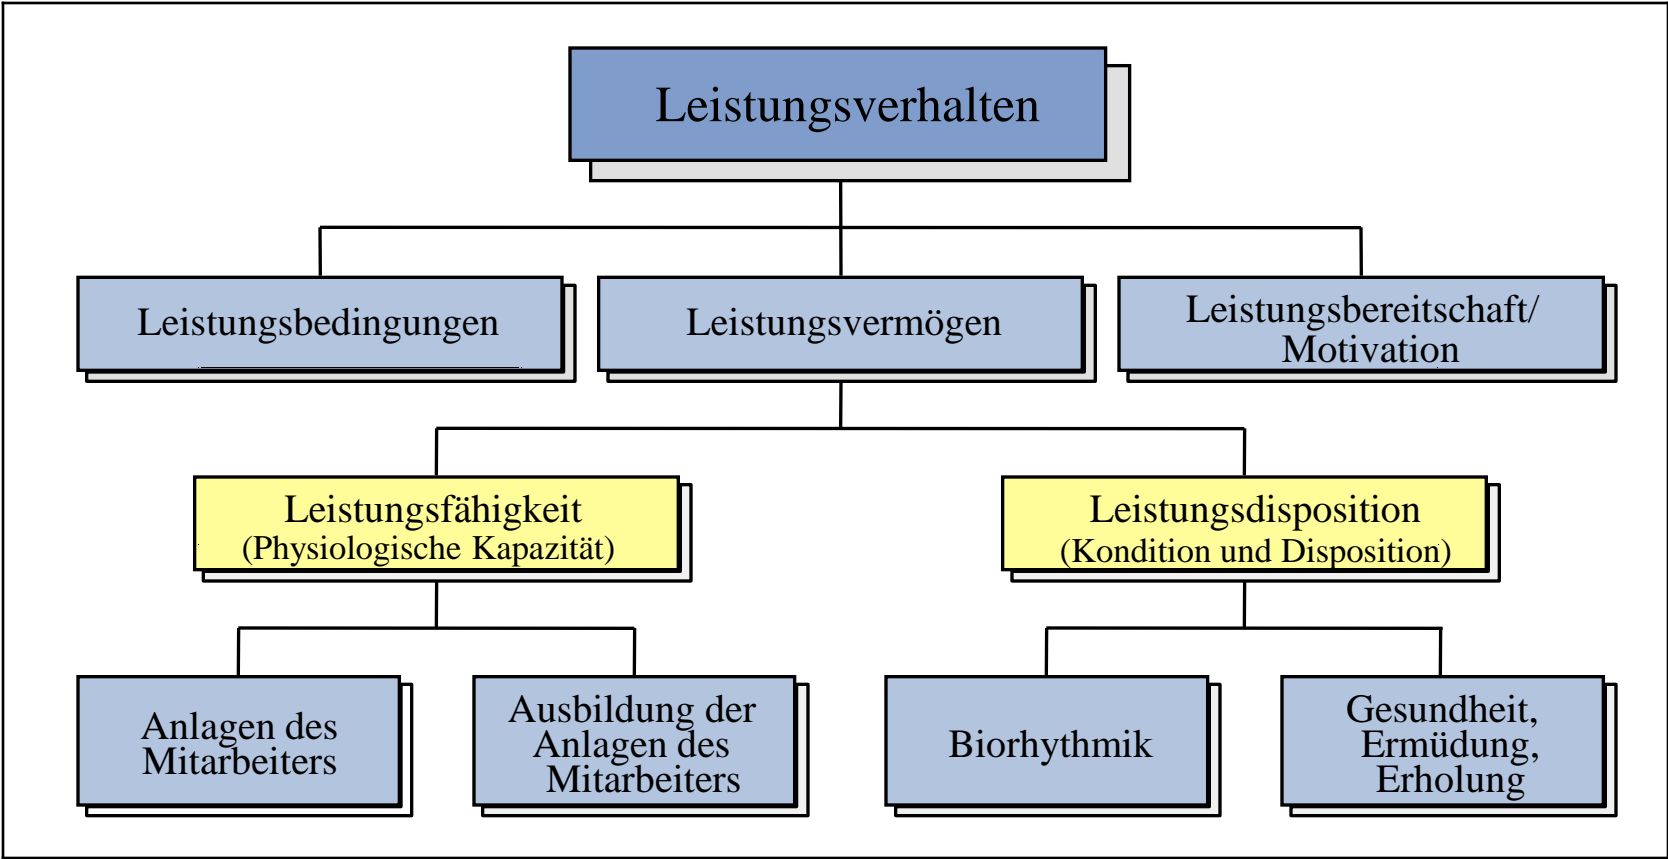 Leistungsverhalten
Leistungsbedingungen
Leistungsvermögen
Leistungsbereitschaft/
Motivation
Leistungsfähigkeit
(Physiologische Kapazität)
Leistungsdisposition
(Kondition und Disposition)
Anlagen des
Mitarbeiters
Ausbildung der
Anlagen des
Mitarbeiters
Biorhythmik
Gesundheit,
Ermüdung,
Erholung